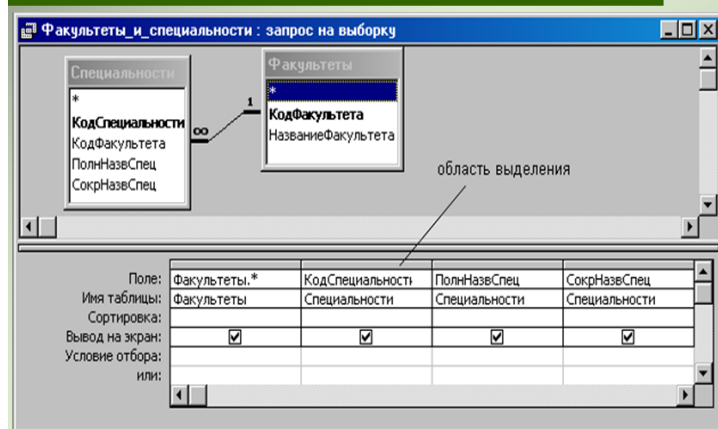 Факультеты_и_специальности : запрос на выборку
Специальности
*
КодСпециальности
КодФакультета
ПолнНазвСпец
СокрНазвСпец
∞
1
Факультеты
*
КодФакультета
НазваниеФакультета
область выделения
Поле: Факультеты.* КодСпециальности ПолнНазвСпец СокрНазвСпец
Имя таблицы: Факультеты Специальности Специальности Специальности
Сортировка:
Вывод на экран:
Условие отбора:
или: